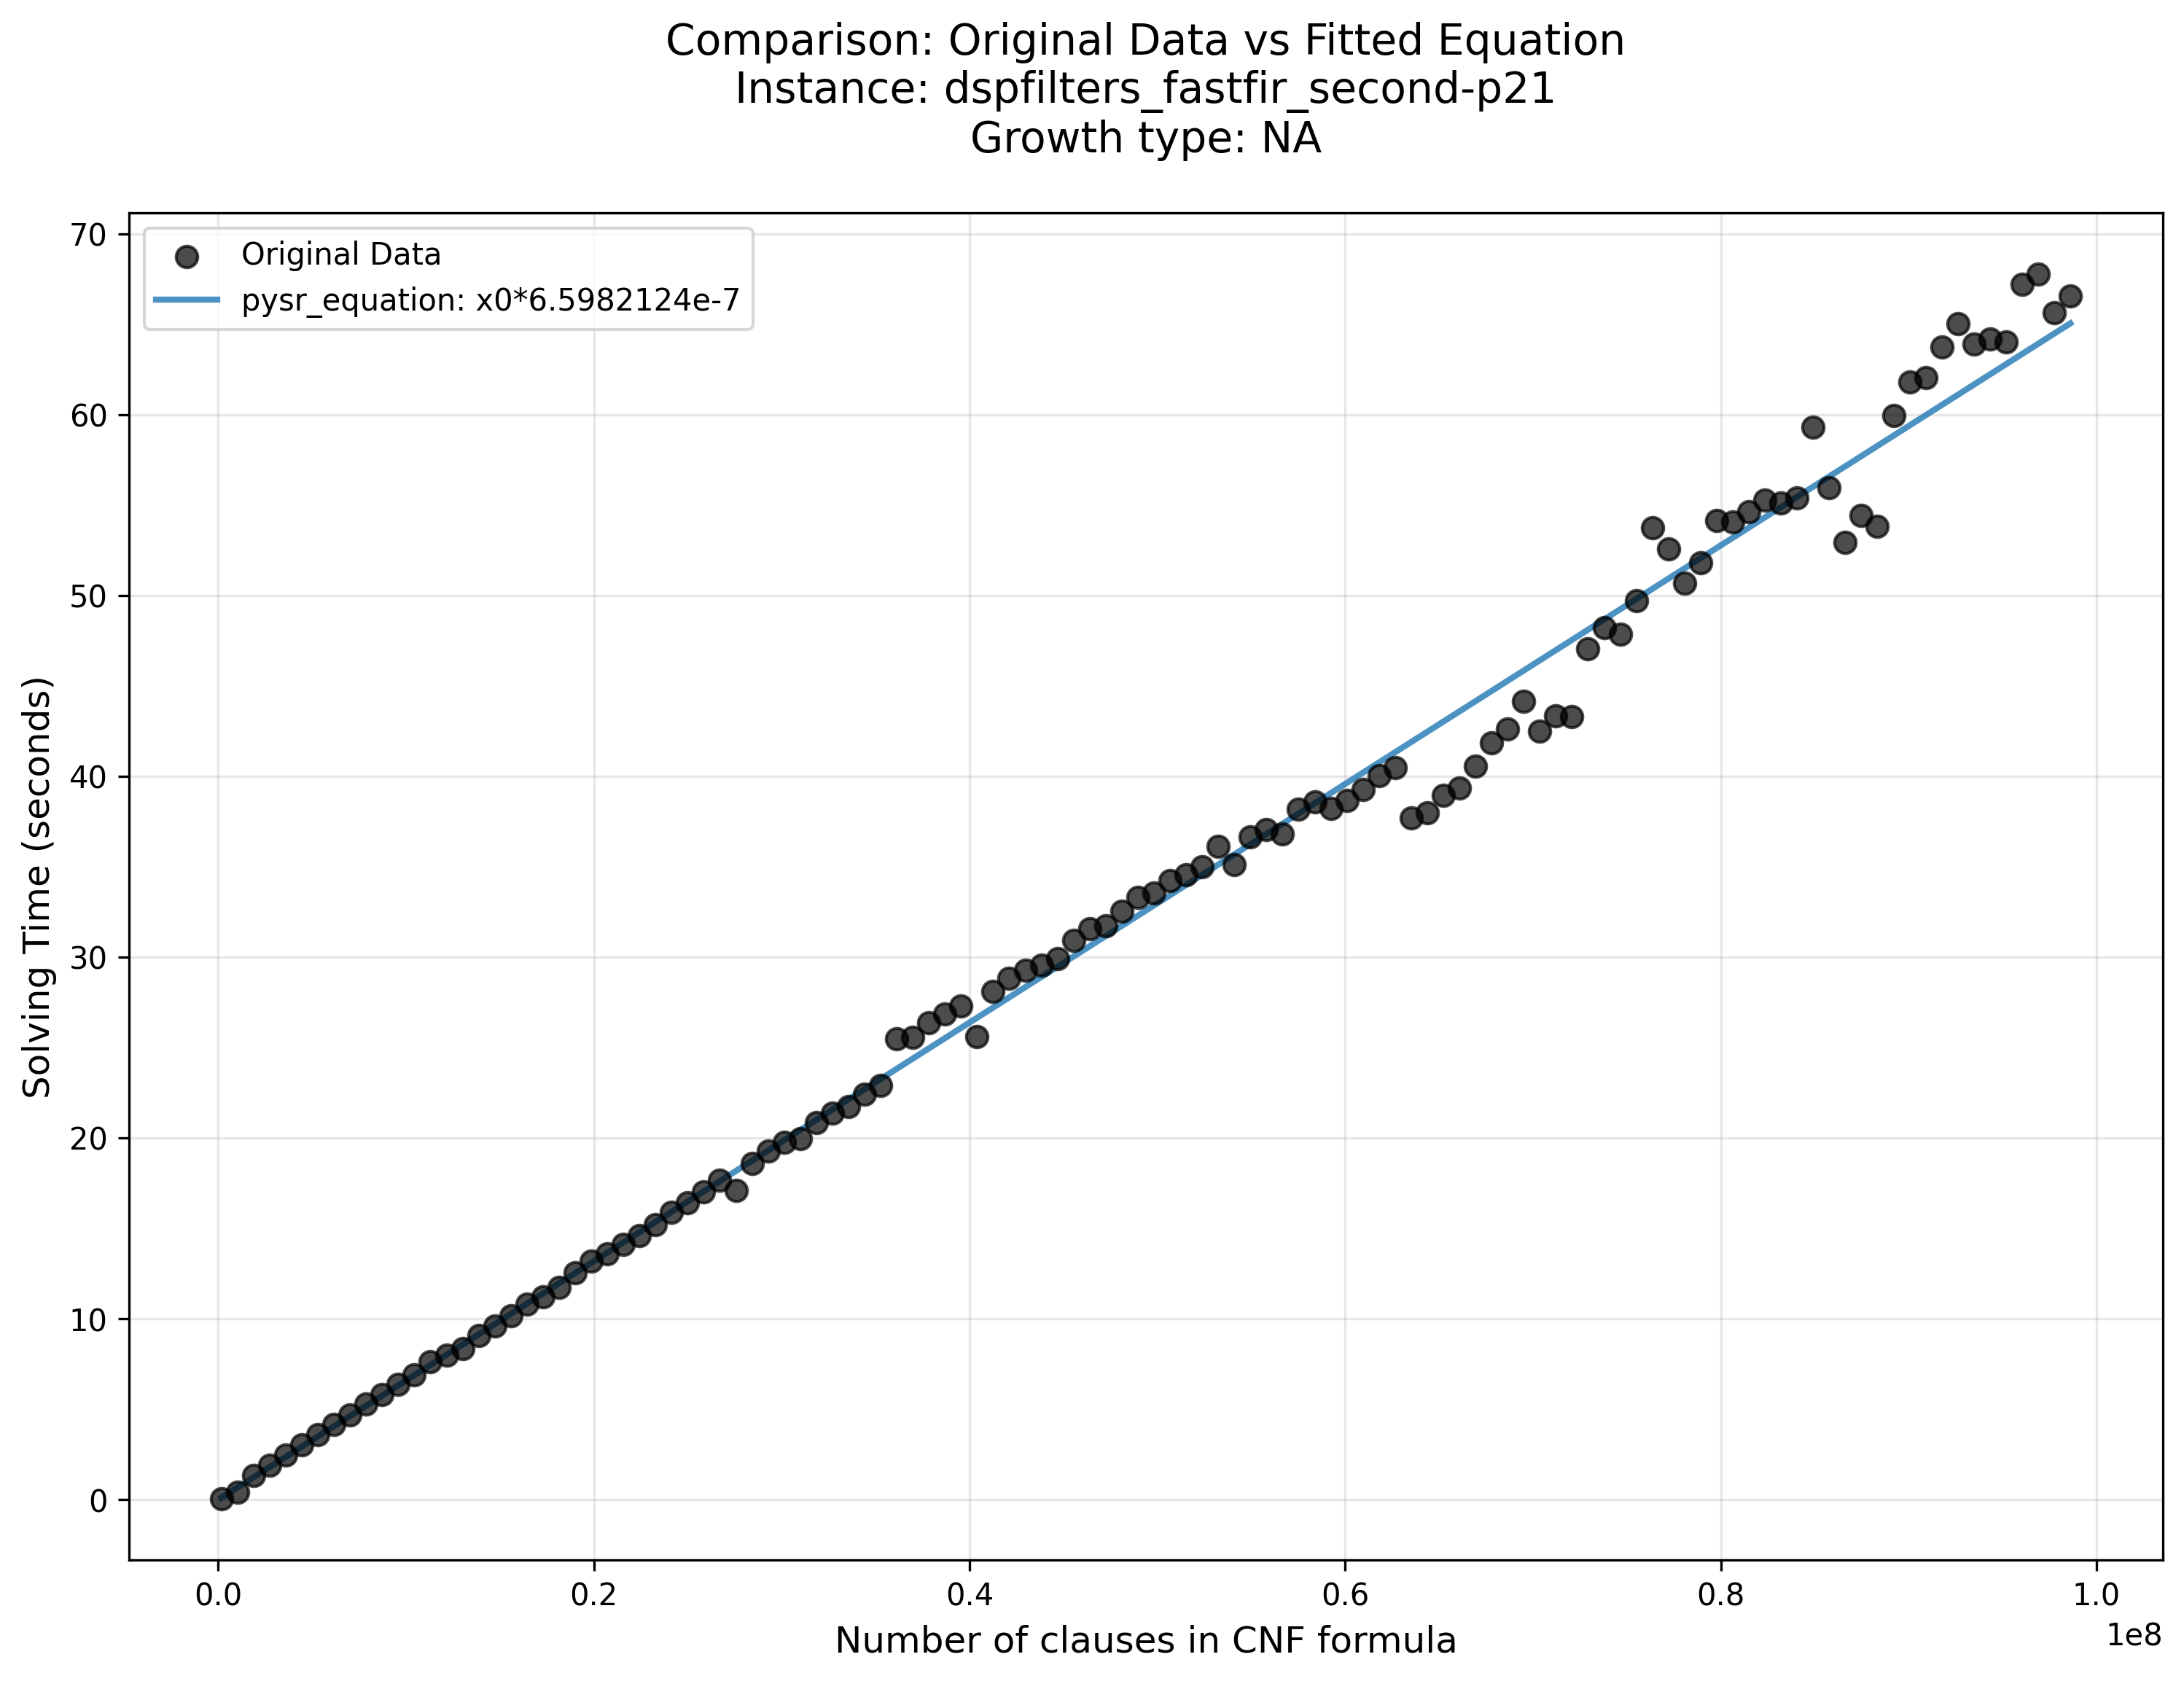 Comparison: Original Data vs Fitted Equation
Instance: dspfilters_fastfir_second-p21
Growth type: NA
Original Data
pysr_equation: x0*6.5982124e-7
Solving Time (seconds)
70
60
50
40
30
20
10
0
0.0 0.2 0.4 0.6 0.8 1.0
1e8
Number of clauses in CNF formula